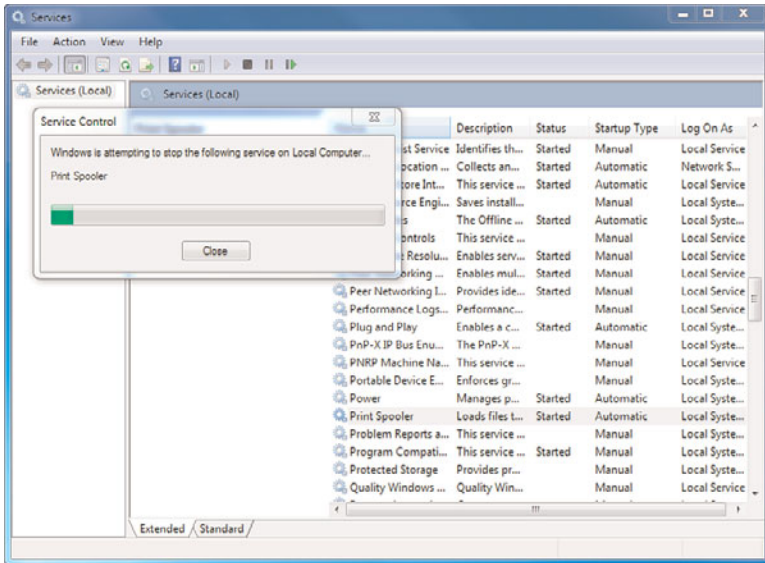 Services
File Action View Help
Services (Local)
Services (Local)
Service Control
Windows is attempting to stop the following service on Local Computer...
Print Spooler
Close
Description Status Startup Type Log On As
st Service Identifies th... Started Manual Local Service
ocation ... Collects an... Started Automatic Network S...
ore Int... This service ... Started Manual Local Service
rce Engi... Saves install... Manual Local Syste...
s The Offline ... Started Automatic Local Syste...
ontrols This service ... Manual Local Service
Resolu... Enables serv... Started Manual Local Service
orking ... Enables mul... Started Manual Local Service
Peer Networking I... Provides ide... Started Manual Local Service
Performance Logs... Performanc... Manual Local Service
Plug and Play Enables a c... Started Automatic Local Syste...
PnP-X IP Bus Enu... The PnP-X ... Manual Local Syste...
PNRP Machine Na... This service ... Manual Local Service
Portable Device E... Enforces gr... Manual Local Syste...
Power Manages p... Started Automatic Local Syste...
Print Spooler Loads files t... Started Automatic Local Syste...
Problem Reports a... This service ... Manual Local Syste...
Program Compati... This service ... Started Manual Local Syste...
Protected Storage Provides pr... Manual Local Syste...
Quality Windows ... Quality Win... Manual Local Service
Extended Standard